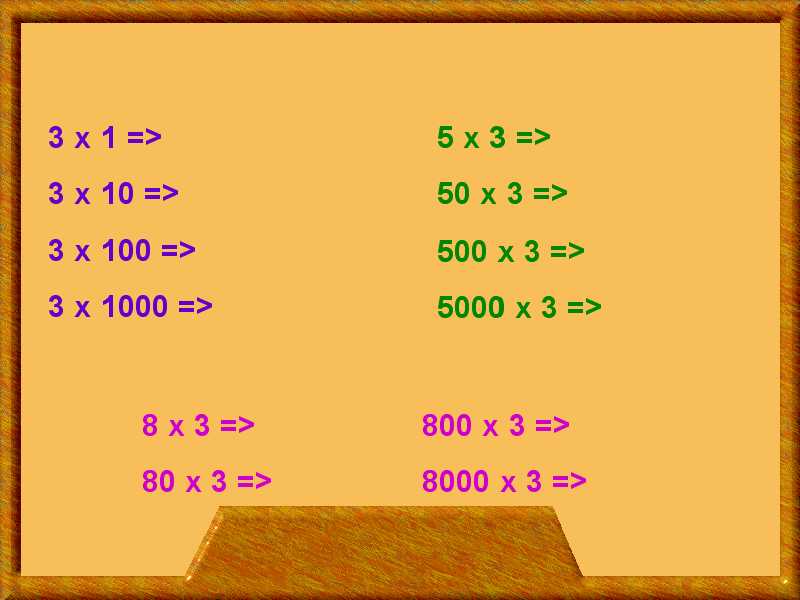 3 x 1 =>
3 x 10 =>
3 x 100 =>
3 x 1000 =>
5 x 3 =>
50 x 3 =>
500 x 3 =>
5000 x 3 =>
8 x 3 =>
80 x 3 =>
800 x 3 =>
8000 x 3 =>